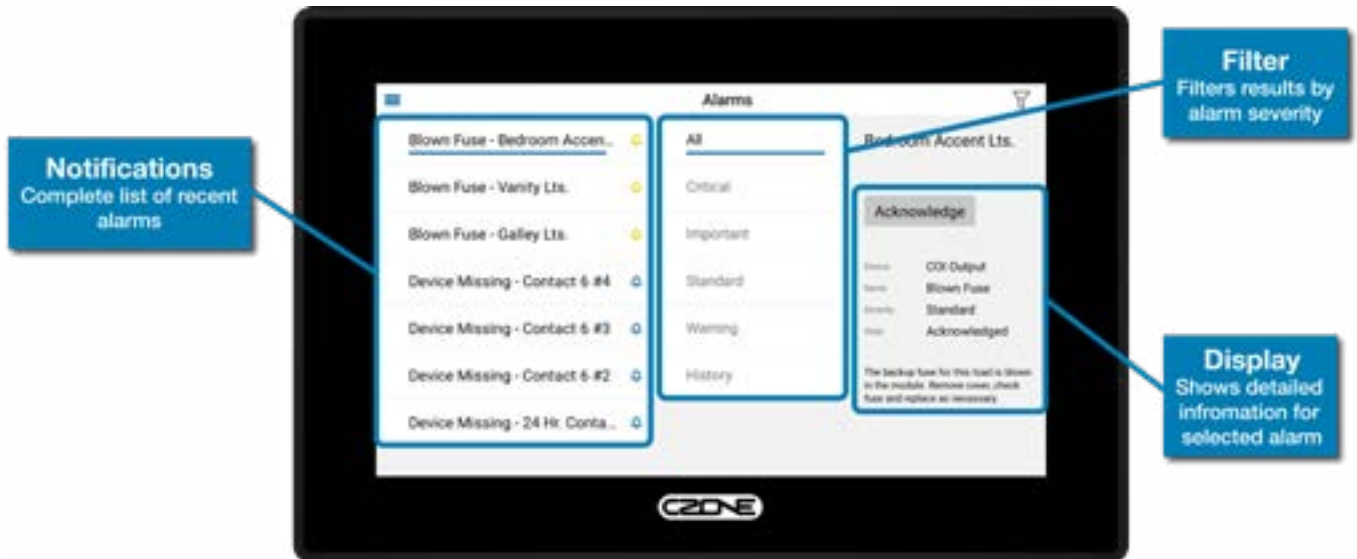 Alarms
Notifications
Complete list of recent
alarms
Blown Fuse - Bedroom Accen...
Blown Fuse - Vanity Lts.
Blown Fuse - Galley Lts.
Device Missing - Contact 6 #4
Device Missing - Contact 6 #3
Device Missing - Contact 6 #2
Device Missing - 24 Hr. Conta...
All
Critical
Important
Standard
Warning
History
Filter
Filters results by
alarm severity
Bedroom Accent Lts.
Acknowledge
COI Output
Name Blown Fuse
Severity Standard
State Acknowledged
The backup fuse for this load is blown
in the module. Remove cover, check
fuse and replace as necessary.
Display
Shows detailed
infromation for
selected alarm
CZONE